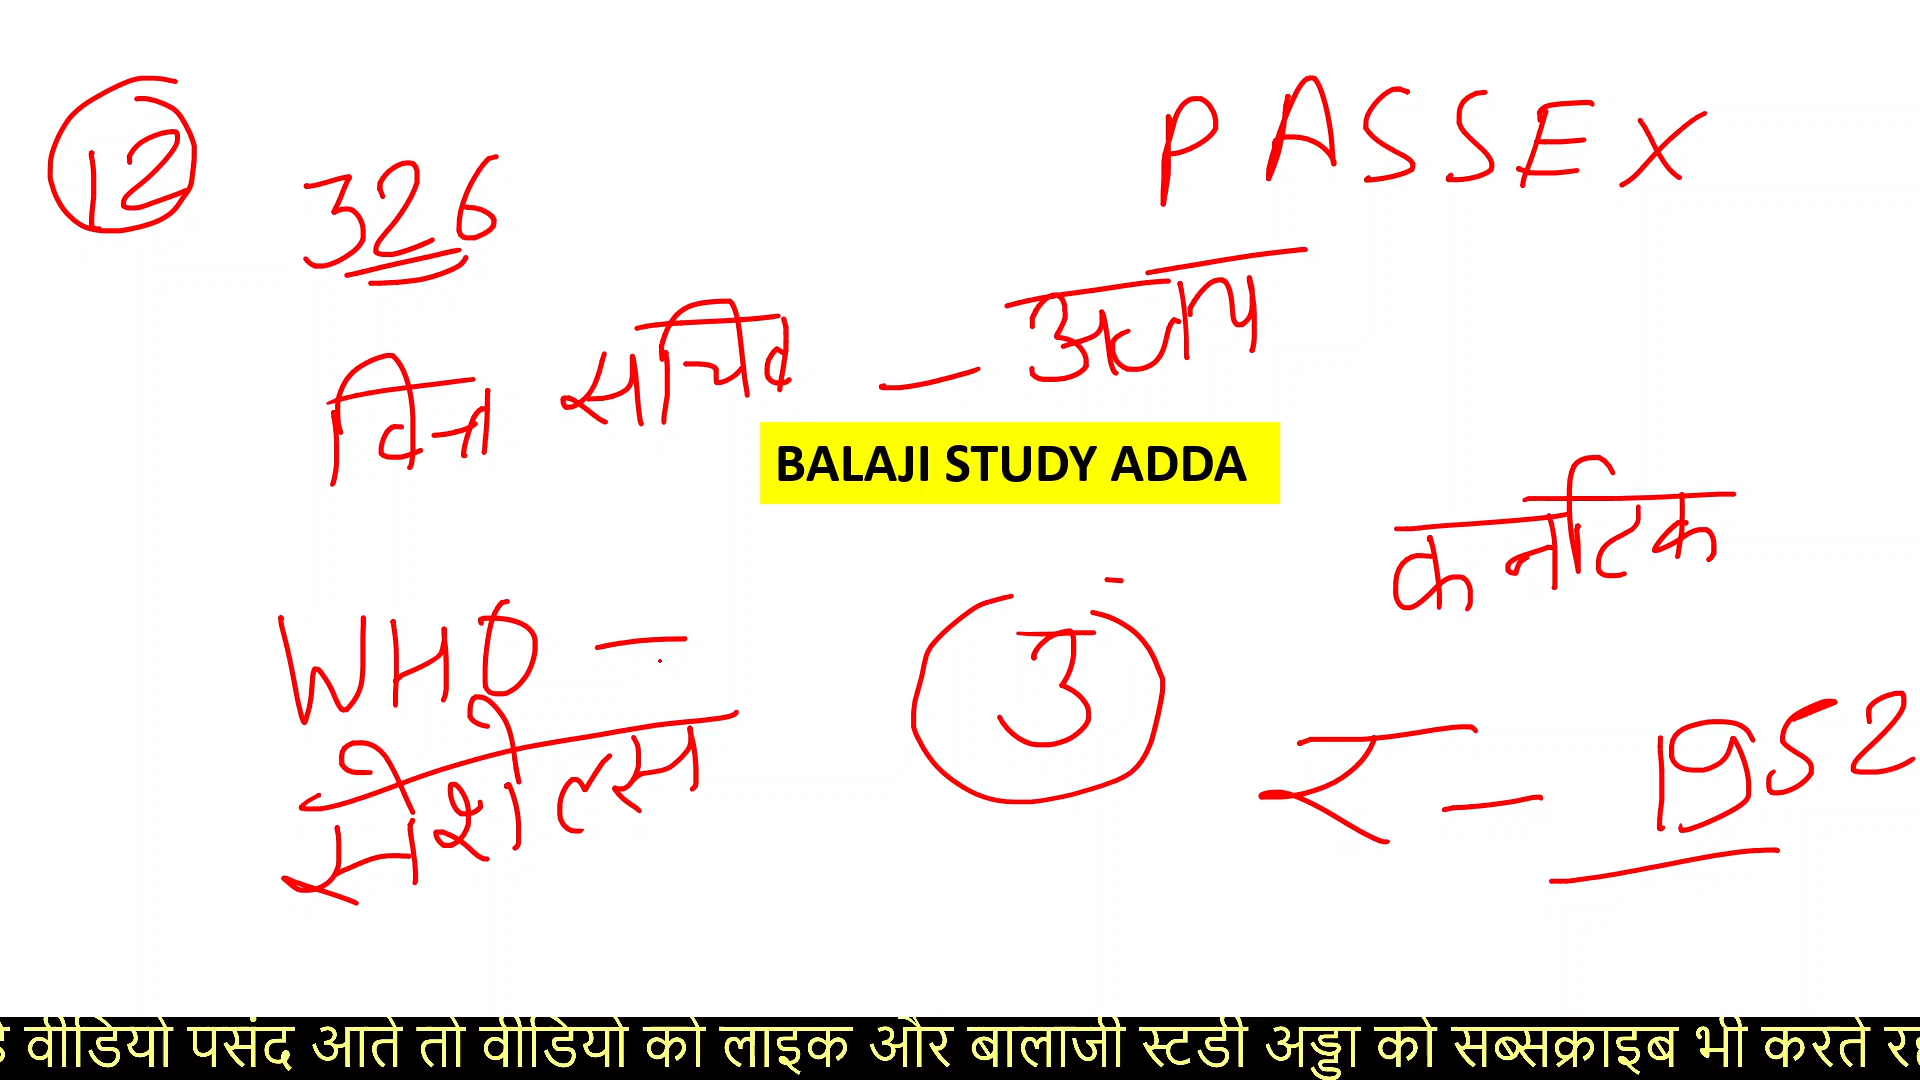 12
326
PASSEX
वित्त सचिव - अजय
BALAJI STUDY ADDA
कर्नाटक
WHO =
सेशेल्स
3
र - 1952
वीडियो पसंद आते तो वीडियो को लाइक और बालाजी स्टडी अड्डा को सब्सक्राइब भी करते